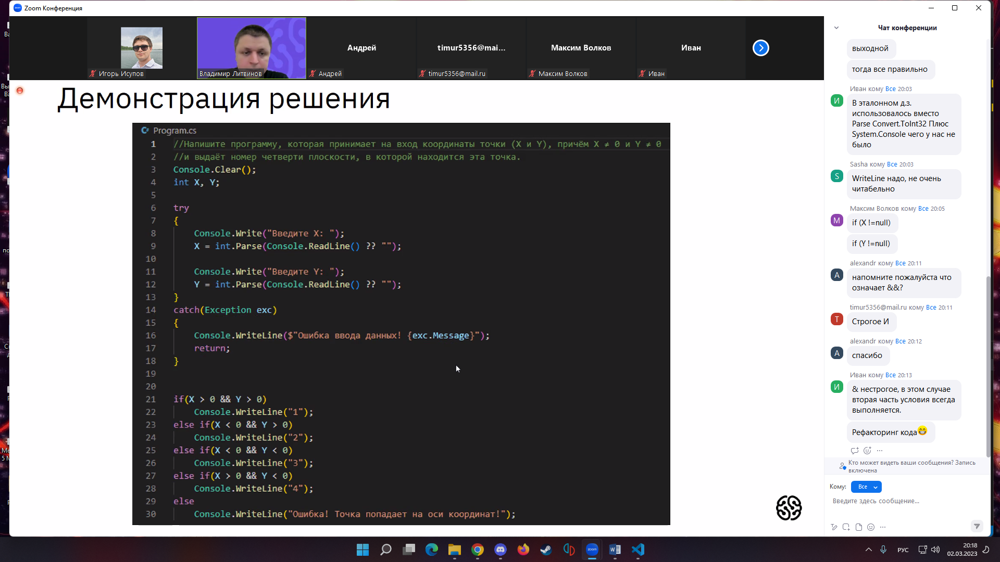 Zoom Конференция
Андрей
timur5356@mai...
Максим Волков
Иван
Игорь Исупов
Владимир Литвинов
Андрей
timur5356@mail.ru
Максим Волков
Иван
Демонстрация решения
Program.cs
1 //Напишите программу, которая принимает на вход координаты точки (X и Y), причём X ≠ 0 и Y ≠ 0
2 //и выдаёт номер четверти плоскости, в которой находится эта точка.
3 Console.Clear();
4 int X, Y;
5
6 try
7 {
8 Console.Write("Введите X: ");
9 X = int.Parse(Console.ReadLine() ?? "");
10
11 Console.Write("Введите Y: ");
12 Y = int.Parse(Console.ReadLine() ?? "");
13 }
14 catch(Exception exc)
15 {
16 Console.WriteLine($"Ошибка ввода данных! {exc.Message}");
17 return;
18 }
19
20
21 if(X > 0 && Y > 0)
22 Console.WriteLine("1");
23 else if(X < 0 && Y > 0)
24 Console.WriteLine("2");
25 else if(X < 0 && Y < 0)
26 Console.WriteLine("3");
27 else if(X > 0 && Y < 0)
28 Console.WriteLine("4");
29 else
30 Console.WriteLine("Ошибка! Точка попадает на оси координат!");
Чат конференции
выходной
тогда все правильно
Иван кому Все 20:03
И
В эталонном д.з.
использовалось вместо
Parse Convert.ToInt32 Плюс
System.Console чего у нас не
было
Sasha кому Все 20:03
S
WriteLine надо, не очень
читабельно
Максим Волков кому Все 20:05
М
if (X !=null)
if (Y !=null)
alexandr кому Все 20:11
A
напомните пожалуйста что
означает &&?
timur5356@mail.ru кому Все 20:11
T
Строгое И
alexandr кому Все 20:12
A
спасибо
Иван кому Все 20:13
И
& нестрогое, в этом случае
вторая часть условия всегда
выполняется.
Рефакторинг кода😁
Кто может видеть ваши сообщения? Запись
включена
Кому: Все
Введите здесь сообщение...
zoom
РУС
20:18
02.03.2023